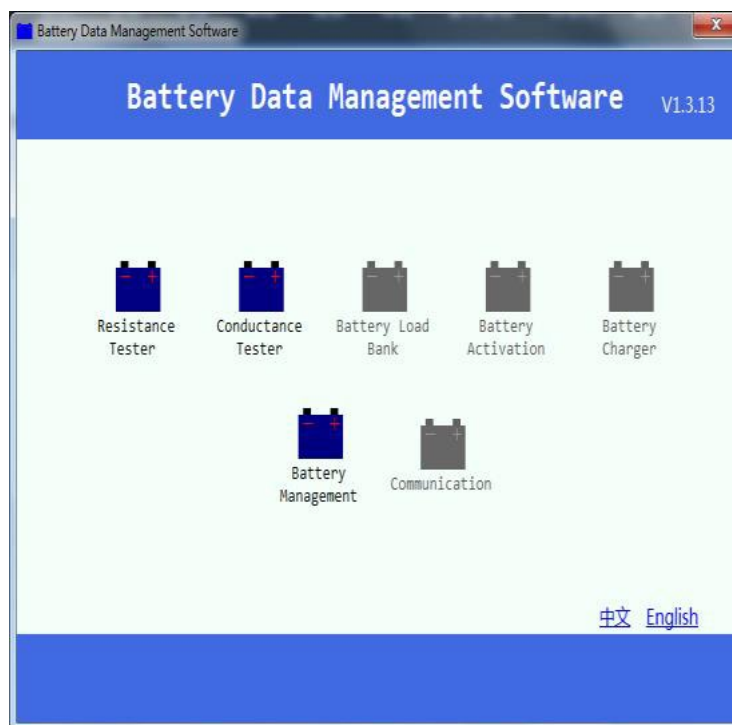 Battery Data Management Software
X
Battery Data Management Software V1.3.13
Resistance
Tester
Conductance
Tester
Battery Load
Bank
Battery
Activation
Battery
Charger
Battery
Management
Communication
中文 English